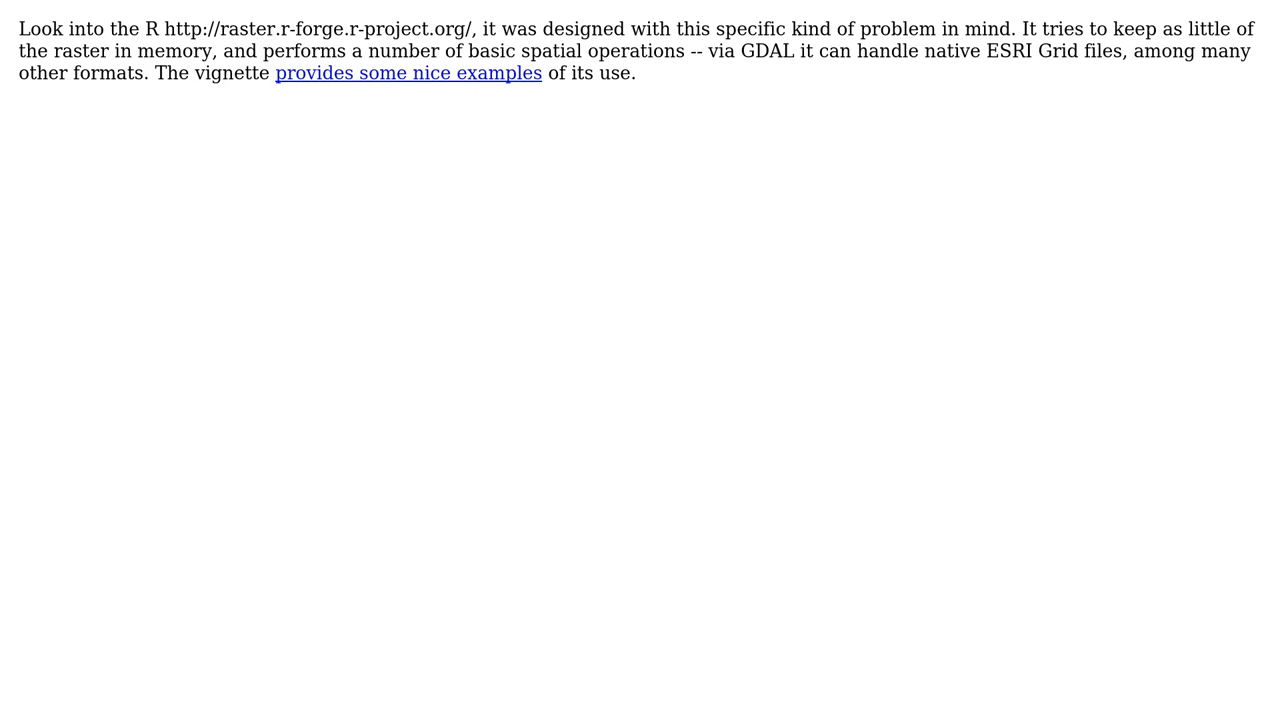 Look into the R http://raster.r-forge.r-project.org/, it was designed with this specific kind of problem in mind. It tries to keep as little of
the raster in memory, and performs a number of basic spatial operations -- via GDAL it can handle native ESRI Grid files, among many
other formats. The vignette provides some nice examples of its use.